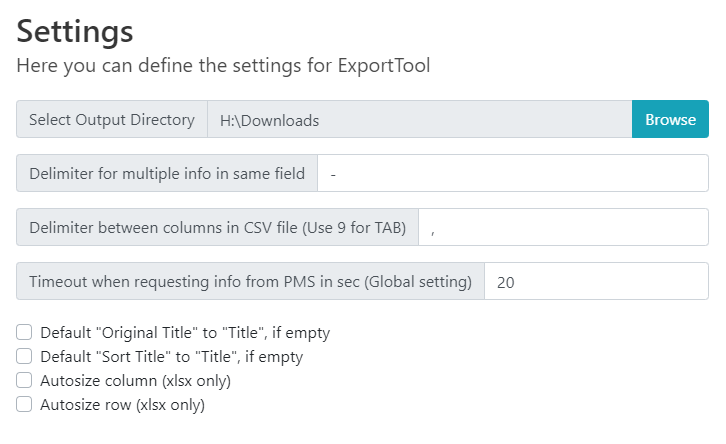 Settings
Here you can define the settings for ExportTool
Select Output Directory H:\Downloads Browse
Delimiter for multiple info in same field -
Delimiter between columns in CSV file (Use 9 for TAB) ,
Timeout when requesting info from PMS in sec (Global setting) 20
Default "Original Title" to "Title", if empty
Default "Sort Title" to "Title", if empty
Autosize column (xlsx only)
Autosize row (xlsx only)